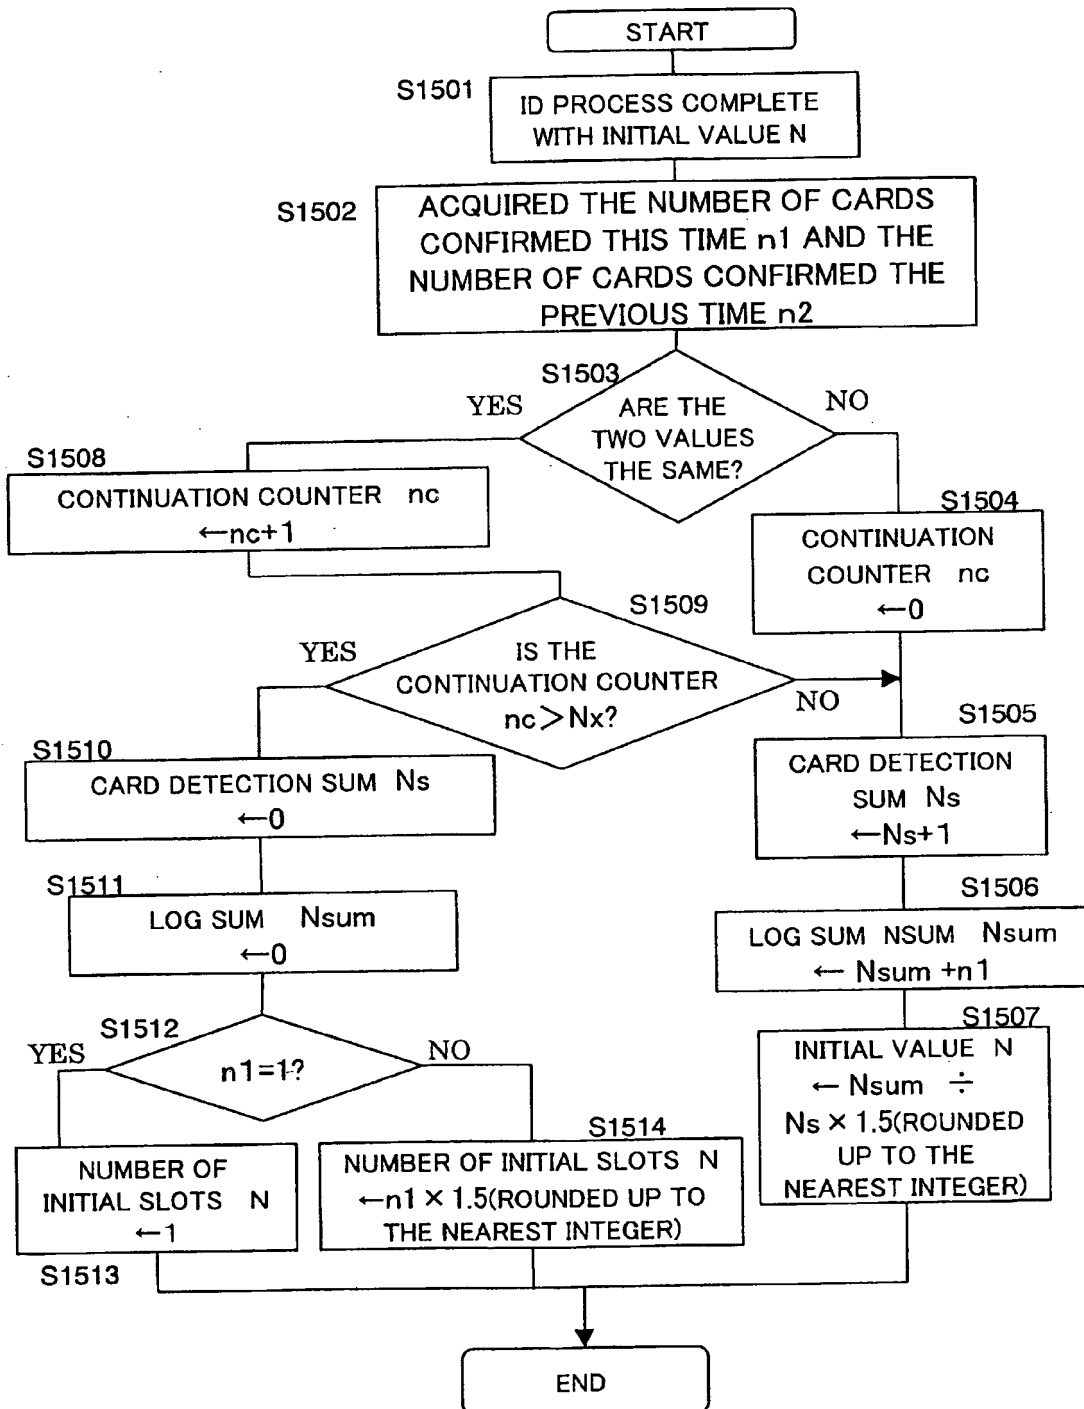 START
S1501
ID PROCESS COMPLETE
WITH INITIAL VALUE N
S1502
ACQUIRED THE NUMBER OF CARDS
CONFIRMED THIS TIME n1 AND THE
NUMBER OF CARDS CONFIRMED THE
PREVIOUS TIME n2
S1503
YES
NO
ARE THE
TWO VALUES
THE SAME?
S1508
CONTINUATION COUNTER nc
←nc+1
S1504
CONTINUATION
COUNTER nc
←0
S1509
YES
NO
IS THE
CONTINUATION COUNTER
nc>Nx?
S1510
CARD DETECTION SUM Ns
←0
S1505
CARD DETECTION
SUM Ns
←Ns+1
S1511
LOG SUM Nsum
←0
S1506
LOG SUM NSUM Nsum
← Nsum +n1
S1512
YES
NO
n1=1?
S1507
INITIAL VALUE N
← Nsum ÷
Ns × 1.5(ROUNDED
UP TO THE
NEAREST INTEGER)
NUMBER OF
INITIAL SLOTS N
←1
S1513
S1514
NUMBER OF INITIAL SLOTS N
←n1 × 1.5(ROUNDED UP TO
THE NEAREST INTEGER)
END